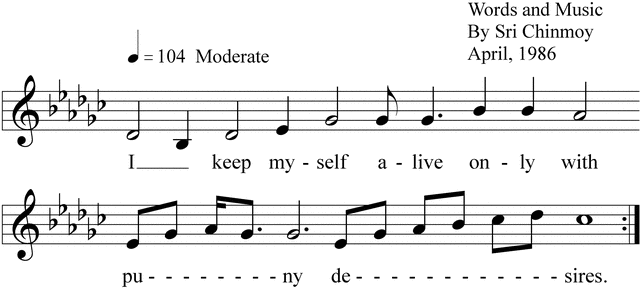 Words and Music
By Sri Chinmoy
April, 1986
= 104 Moderate
I keep my - self a - live on - ly with
pu - - - - - - - - ny de - - - - - - - - - - - - - sires.